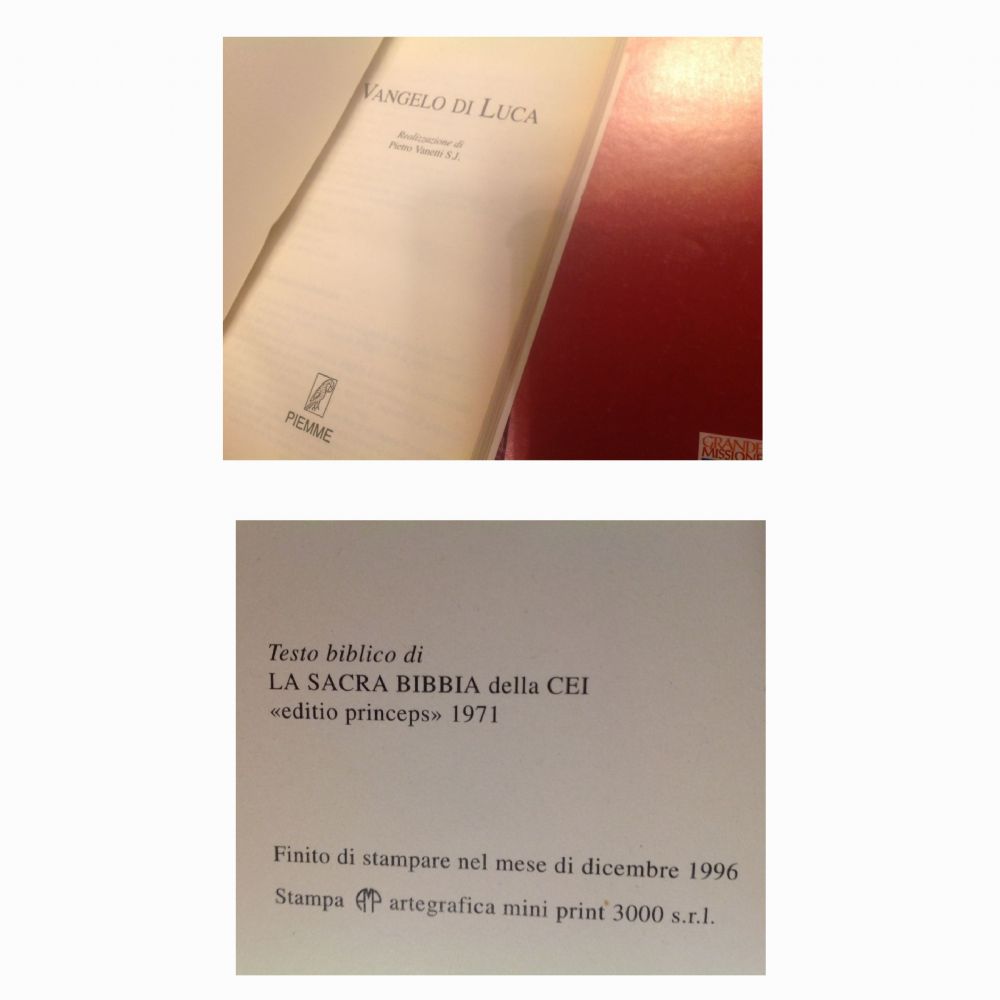 VANGELO DI LUCA
Realizzazione di
Pietro Vanetti S.J.
PIEMME
GRANDE
MISSIONE
Testo biblico di
LA SACRA BIBBIA della CEI
«editio princeps» 1971
Finito di stampare nel mese di dicembre 1996
Stampa AMP artegrafica mini print 3000 s.r.l.